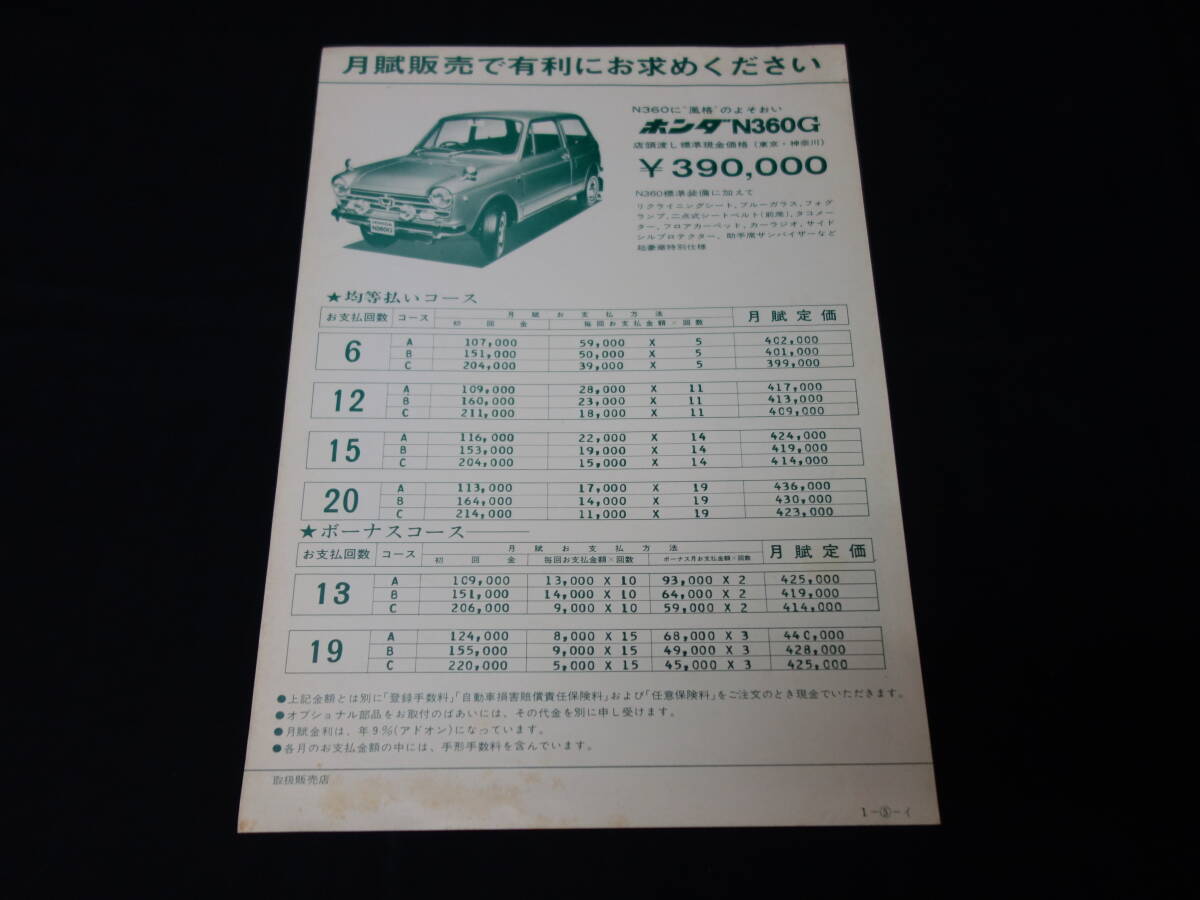 月賦販売で有利にお求めください
N360に"風格"のよそおい
ホンダN360G
店頭渡し標準現金価格(東京・神奈川)
¥390,000
N360標準装備に加えて
リクライニングシート,ブルーガラス,フォグ
ランプ,二点式シートベルト(前席),タコメー
ター,フロアカーペット,カーラジオ,サイド
シルプロテクター,助手席サンバイザーなど
超豪華特別仕様
HONDA
N360G
★均等払いコース
お支払回数 コース 月賦お支払方法 月賦定価
初回金 毎回お支払金額×回数
6 A 107,000 59,000 X 5 402,000
B 151,000 50,000 X 5 401,000
C 204,000 39,000 X 5 399,000
12 A 109,000 28,000 X 11 417,000
B 160,000 23,000 X 11 413,000
C 211,000 18,000 X 11 409,000
15 A 116,000 22,000 X 14 424,000
B 153,000 19,000 X 14 419,000
C 204,000 15,000 X 14 414,000
20 A 113,000 17,000 X 19 436,000
B 164,000 14,000 X 19 430,000
C 214,000 11,000 X 19 423,000
★ボーナスコース
お支払回数 コース 月賦お支払方法 月賦定価
初回金 毎回お支払金額×回数 ボーナス月お支払金額×回数
13 A 109,000 13,000 X 10 93,000 X 2 425,000
B 151,000 14,000 X 10 64,000 X 2 419,000
C 206,000 9,000 X 10 59,000 X 2 414,000
19 A 124,000 8,000 X 15 68,000 X 3 440,000
B 155,000 9,000 X 15 49,000 X 3 428,000
C 220,000 5,000 X 15 45,000 X 3 425,000
●上記金額とは別に「登録手数料」「自動車損害賠償責任保険料」および「任意保険料」をご注文のとき現金でいただきます。
●オプショナル部品をお取付のばあいには、その代金を別に申し受けます。
●月賦金利は、年9%(アドオン)になっています。
●各月のお支払金額の中には、手形手数料を含んでいます。
取扱販売店
1-⑤-イ